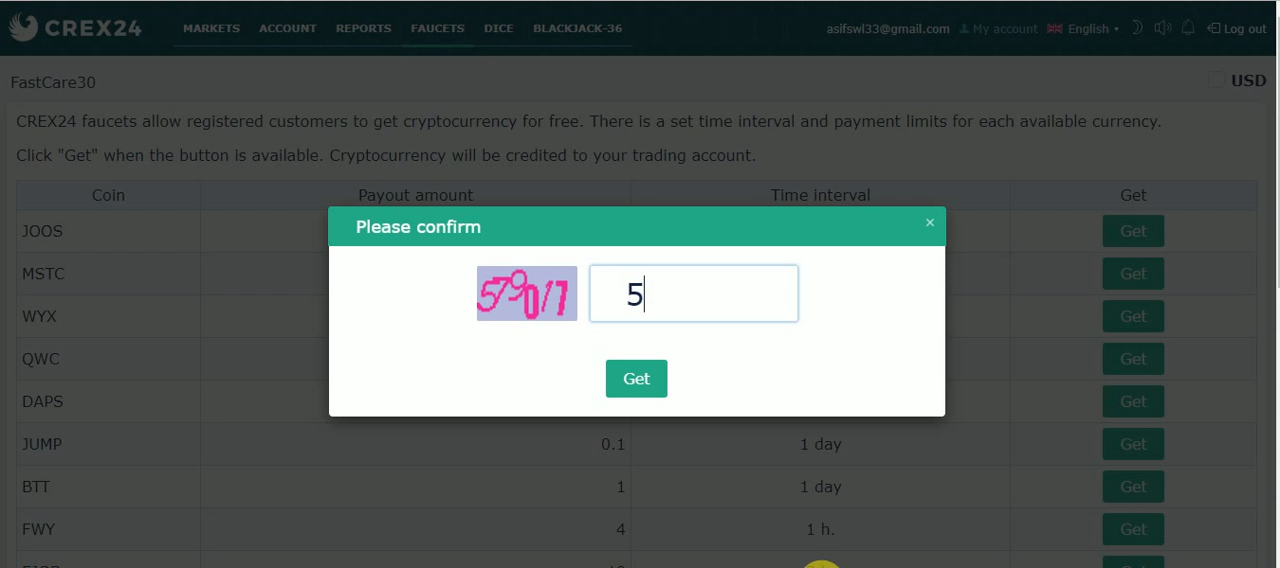 CREX24 MARKETS ACCOUNT REPORTS FAUCETS DICE BLACKJACK-36 asifswl33@gmail.com My account English Log out
FastCare30 USD
CREX24 faucets allow registered customers to get cryptocurrency for free. There is a set time interval and payment limits for each available currency.
Click "Get" when the button is available. Cryptocurrency will be credited to your trading account.
Coin Payout amount Time interval Get
Please confirm ×
JOOS Get
MSTC Get
579017 5
WYX Get
QWC Get
Get
DAPS Get
JUMP 0.1 1 day Get
BTT 1 1 day Get
FWY 4 1 h. Get